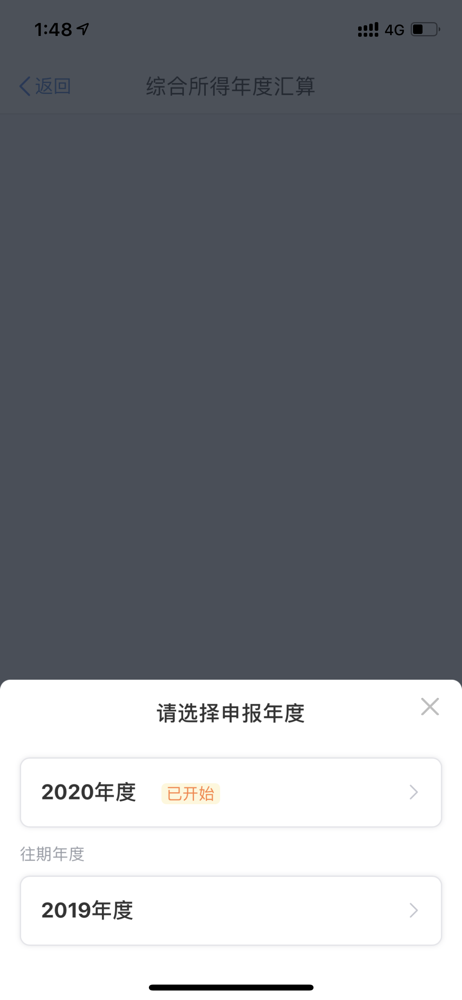 1:48
4G
返回
综合所得年度汇算
请选择申报年度
2020年度
已开始
往期年度
2019年度